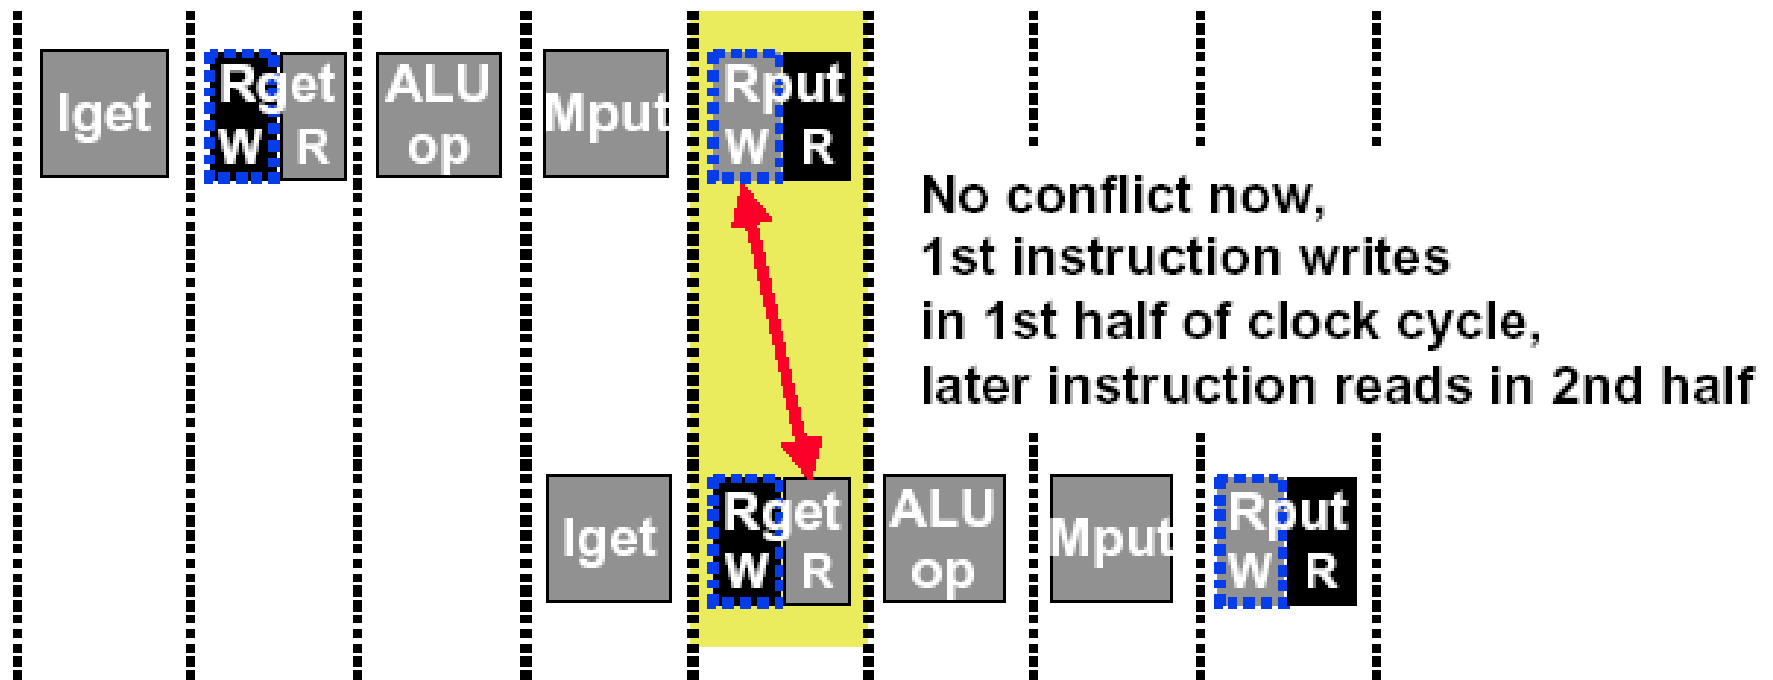 Iget
Rget
W R
ALU
op
Mput
Rput
W R
No conflict now,
1st instruction writes
in 1st half of clock cycle,
later instruction reads in 2nd half
Iget
Rget
W R
ALU
op
Mput
Rput
W R